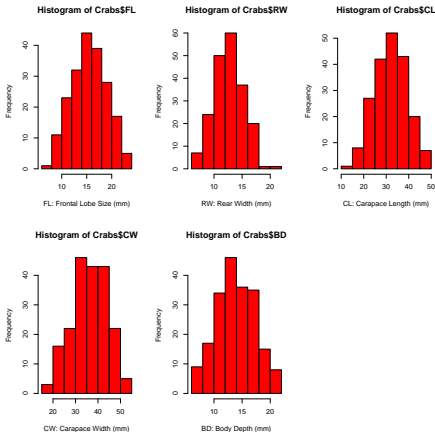 Histogram of Crabs$FL
Frequency
0 10 20 30 40
10 15 20
FL: Frontal Lobe Size (mm)
Histogram of Crabs$RW
Frequency
0 10 20 30 40 50 60
10 15 20
RW: Rear Width (mm)
Histogram of Crabs$CL
Frequency
0 10 20 30 40 50
10 20 30 40 50
CL: Carapace Length (mm)
Histogram of Crabs$CW
Frequency
0 10 20 30 40
20 30 40 50
CW: Carapace Width (mm)
Histogram of Crabs$BD
Frequency
0 10 20 30 40
10 15 20
BD: Body Depth (mm)